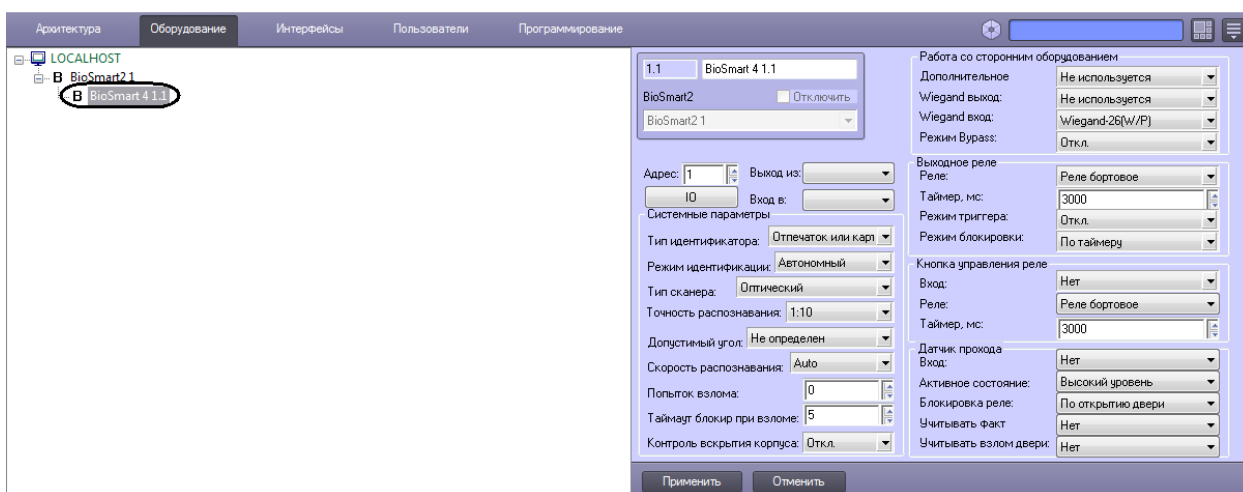 Архитектура Оборудование Интерфейсы Пользователи Программирование
LOCALHOST
B BioSmart2 1
B BioSmart 4 1.1
1.1 BioSmart 4 1.1
BioSmart2 Отключить
BioSmart2 1
Адрес: 1 Выход из:
IO Вход в:
Системные параметры
Тип идентификатора: Отпечаток или карт
Режим идентификации: Автономный
Тип сканера: Оптический
Точность распознавания: 1:10
Допустимый угол: Не определен
Скорость распознавания: Auto
Попыток взлома: 0
Таймаут блокир при взломе: 5
Контроль вскрытия корпуса: Откл.
Работа со сторонним оборудованием
Дополнительное Не используется
Wiegand выход: Не используется
Wiegand вход: Wiegand-26(W/P)
Режим Bypass: Откл.
Выходное реле
Реле: Реле бортовое
Таймер, мс: 3000
Режим триггера: Откл.
Режим блокировки: По таймеру
Кнопка управления реле
Вход: Нет
Реле: Реле бортовое
Таймер, мс: 3000
Датчик прохода
Вход: Нет
Активное состояние: Высокий уровень
Блокировка реле: По открытию двери
Учитывать факт Нет
Учитывать взлом двери: Нет
Применить Отменить